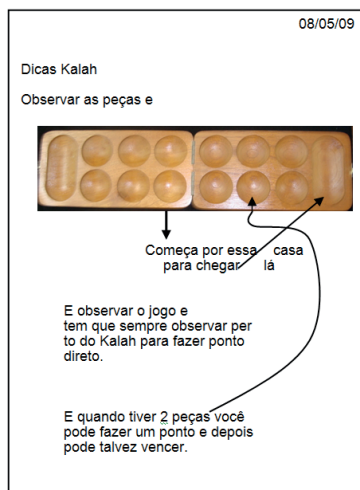 08/05/09
Dicas Kalah
Observar as peças e
Começa por essa casa
para chegar lá
E observar o jogo e
tem que sempre observar per
to do Kalah para fazer ponto
direto.
E quando tiver 2 peças você
pode fazer um ponto e depois
pode talvez vencer.